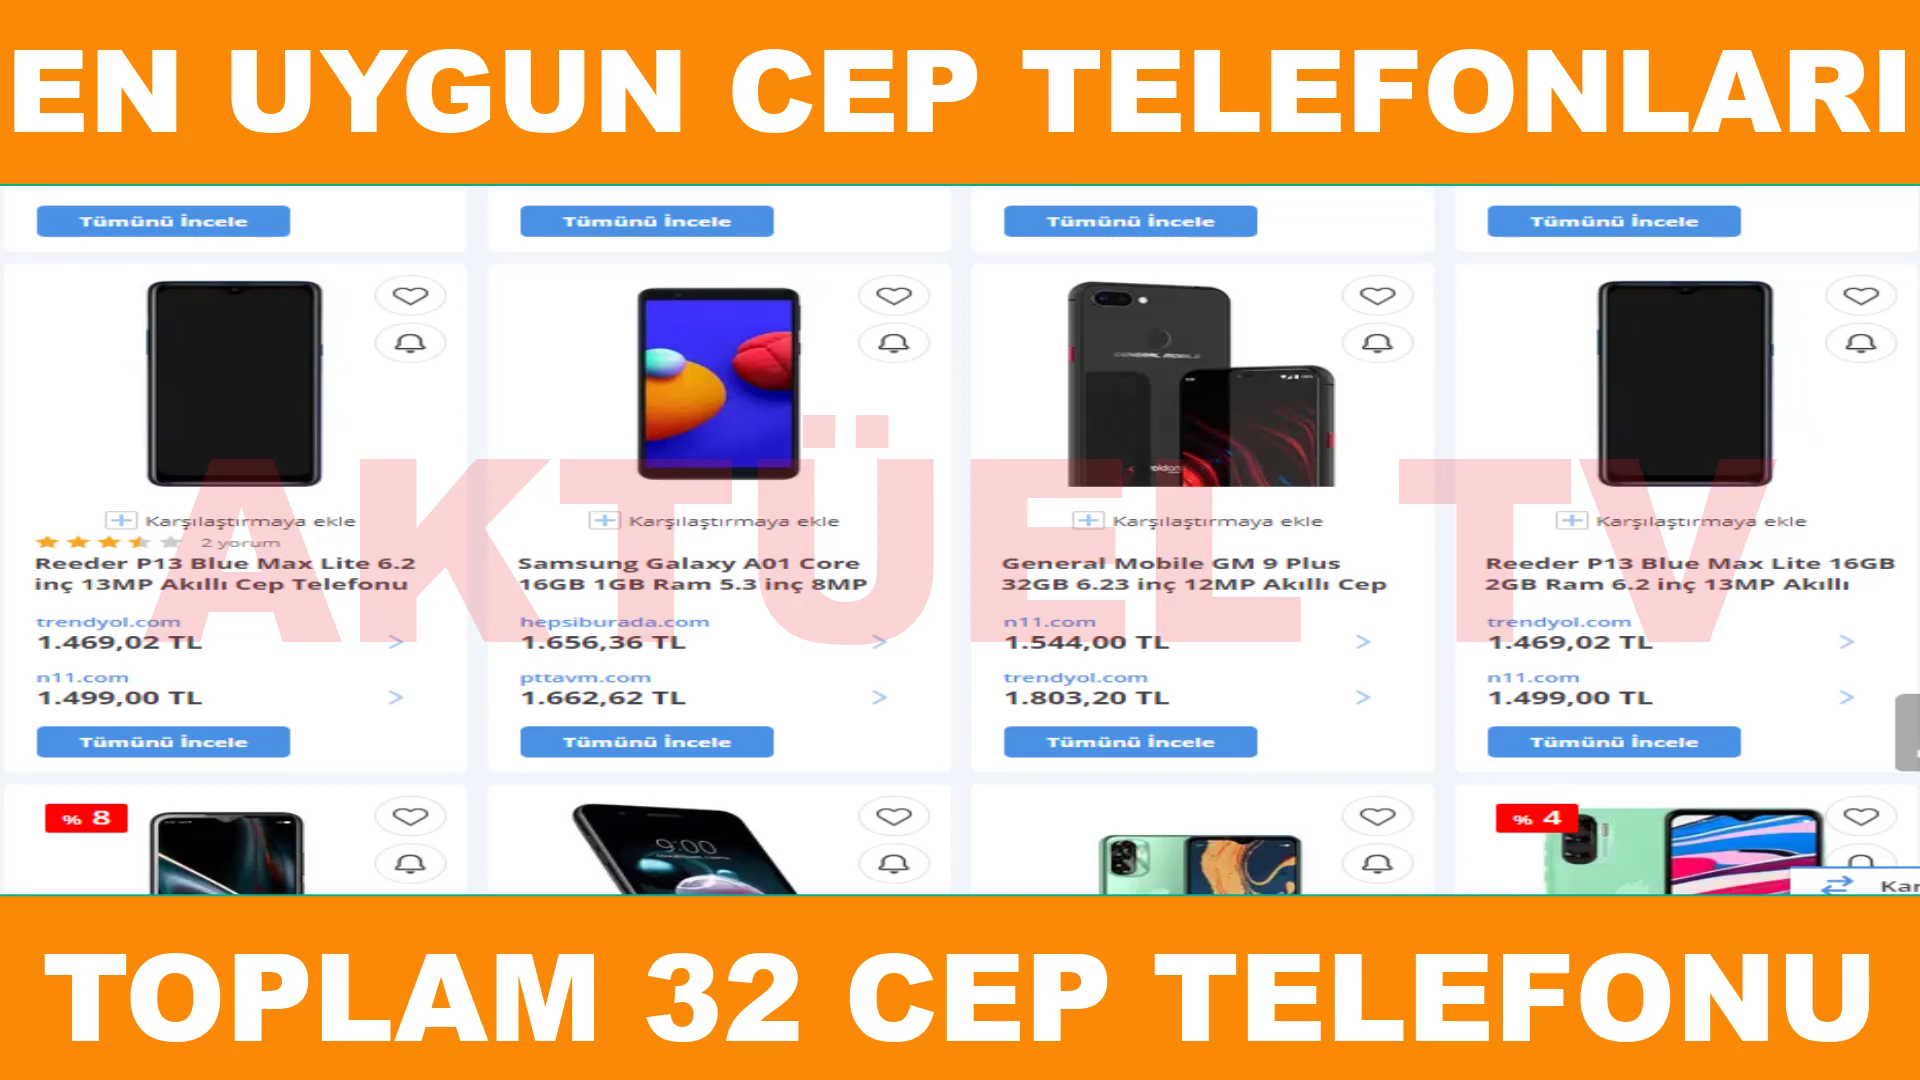 EN UYGUN CEP TELEFONLARI
Tümünü İncele
Tümünü İncele
Tümünü İncele
Tümünü İncele
GENERAL MOBILE
AKTÜEL TV
Karşılaştırmaya ekle
2 yorum
Reeder P13 Blue Max Lite 6.2
inç 13MP Akıllı Cep Telefonu
trendyol.com
1.469,02 TL
n11.com
1.499,00 TL
Tümünü İncele
Karşılaştırmaya ekle
Samsung Galaxy A01 Core
16GB 1GB Ram 5.3 inç 8MP
hepsiburada.com
1.656,36 TL
pttavm.com
1.662,62 TL
Tümünü İncele
Karşılaştırmaya ekle
General Mobile GM 9 Plus
32GB 6.23 inç 12MP Akıllı Cep
n11.com
1.544,00 TL
trendyol.com
1.803,20 TL
Tümünü İncele
Karşılaştırmaya ekle
Reeder P13 Blue Max Lite 16GB
2GB Ram 6.2 inç 13MP Akıllı
trendyol.com
1.469,02 TL
n11.com
1.499,00 TL
Tümünü İncele
% 8
9:00
% 4
Kar
TOPLAM 32 CEP TELEFONU